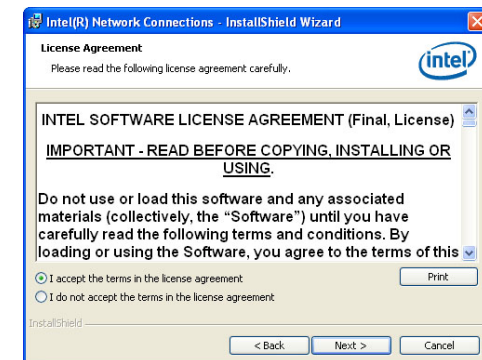 Intel(R) Network Connections - InstallShield Wizard
License Agreement
Please read the following license agreement carefully.
intel
INTEL SOFTWARE LICENSE AGREEMENT (Final, License)
IMPORTANT - READ BEFORE COPYING, INSTALLING OR
USING.
Do not use or load this software and any associated
materials (collectively, the “Software”) until you have
carefully read the following terms and conditions. By
loading or using the Software, you agree to the terms of this
I accept the terms in the license agreement
Print
I do not accept the terms in the license agreement
InstallShield
< Back
Next >
Cancel